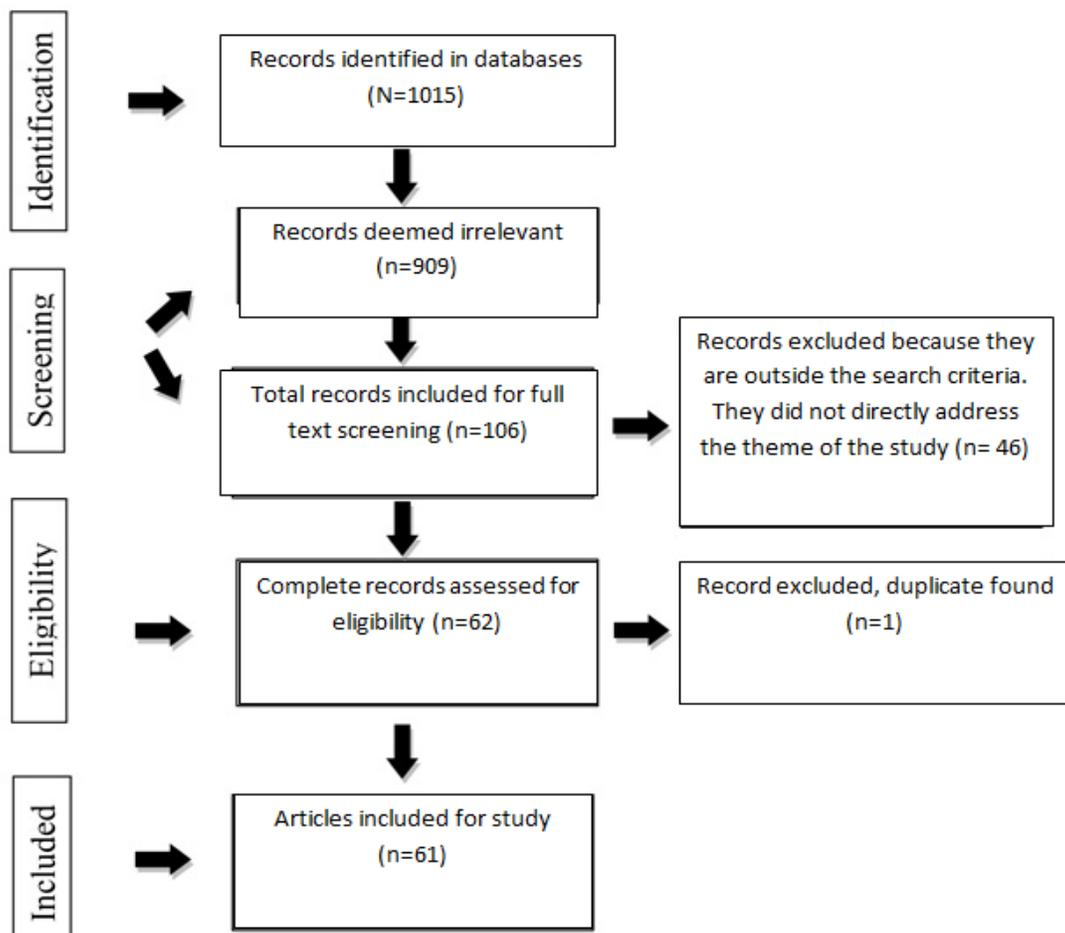 Identification
Records identified in databases
(N=1015)
Records deemed irrelevant
(n=909)
Screening
Total records included for full
text screening (n=106)
Records excluded because they
are outside the search criteria.
They did not directly address
the theme of the study (n= 46)
Eligibility
Complete records assessed for
eligibility (n=62)
Record excluded, duplicate found
(n=1)
Included
Articles included for study
(n=61)